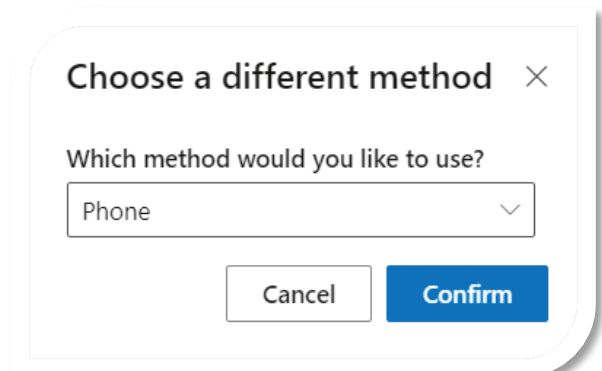 Choose a different method
Which method would you like to use?
Phone
Cancel Confirm